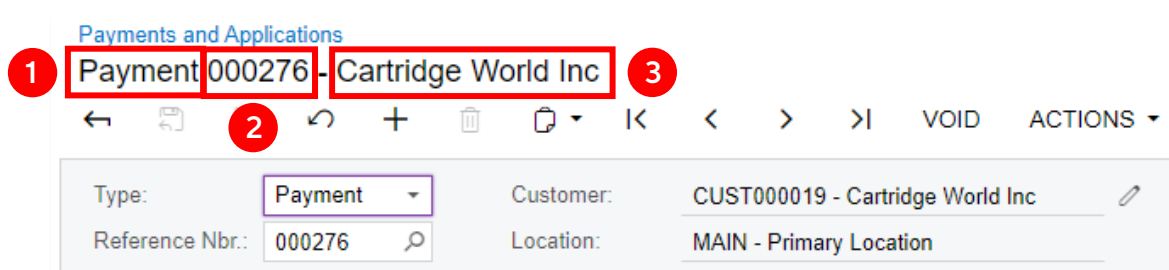 Payments and Applications
1 Payment 000276 - Cartridge World Inc 3
2 VOID ACTIONS
Type: Payment Customer: CUST000019 - Cartridge World Inc
Reference Nbr.: 000276 Location: MAIN - Primary Location